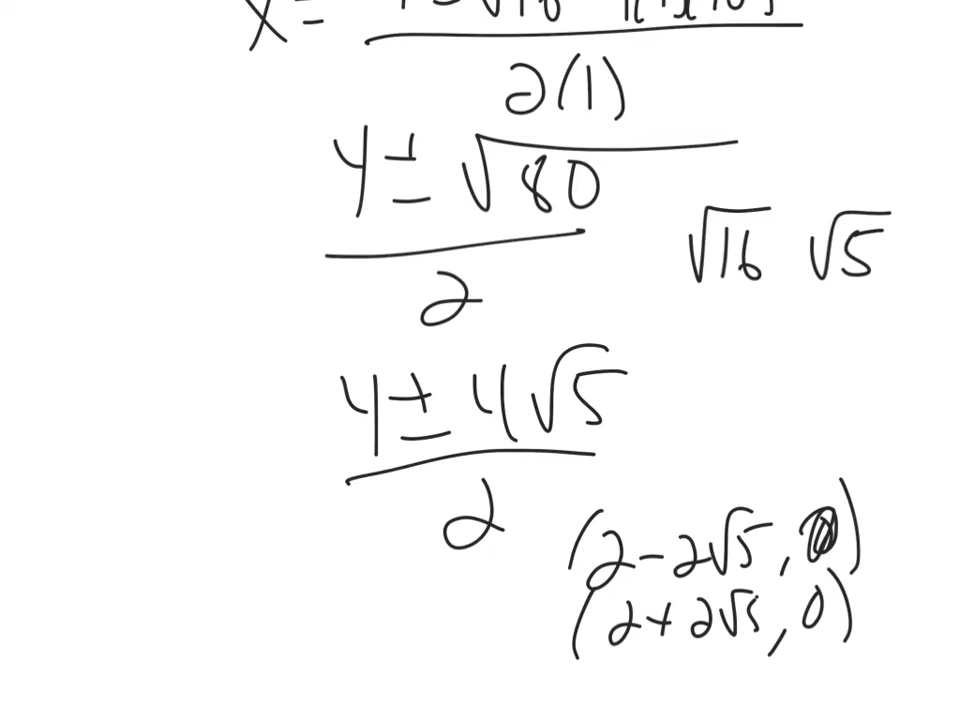 x =
2(1)
4 ± √80
2
√16 √5
4 ± 4√5
2
(2 - 2√5, 0)
(2 + 2√5, 0)